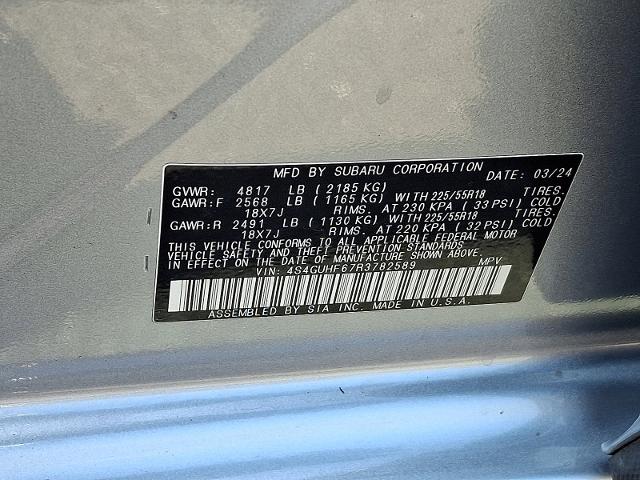 MFD BY SUBARU CORPORATION DATE: 03/24
GVWR: 4817 LB ( 2185 KG) TIRES.
GAWR:F 2568 LB ( 1165 KG) WITH 225/55R18
18X7J RIMS. AT 230 KPA ( 33 PSI) COLD
GAWR:R 2491 LB ( 1130 KG) WITH 225/55R18 TIRES.
18X7J RIMS. AT 220 KPA ( 32 PSI) COLD
THIS VEHICLE CONFORMS TO ALL APPLICABLE FEDERAL MOTOR
VEHICLE SAFETY AND THEFT PREVENTION STANDARDS
IN EFFECT ON DATE OF MANUFACTURE SHOWN ABOVE.
VIN: 4S4GUHF67R3782589 MPV
ASSEMBLED BY SIA INC. MADE IN U.S.A.